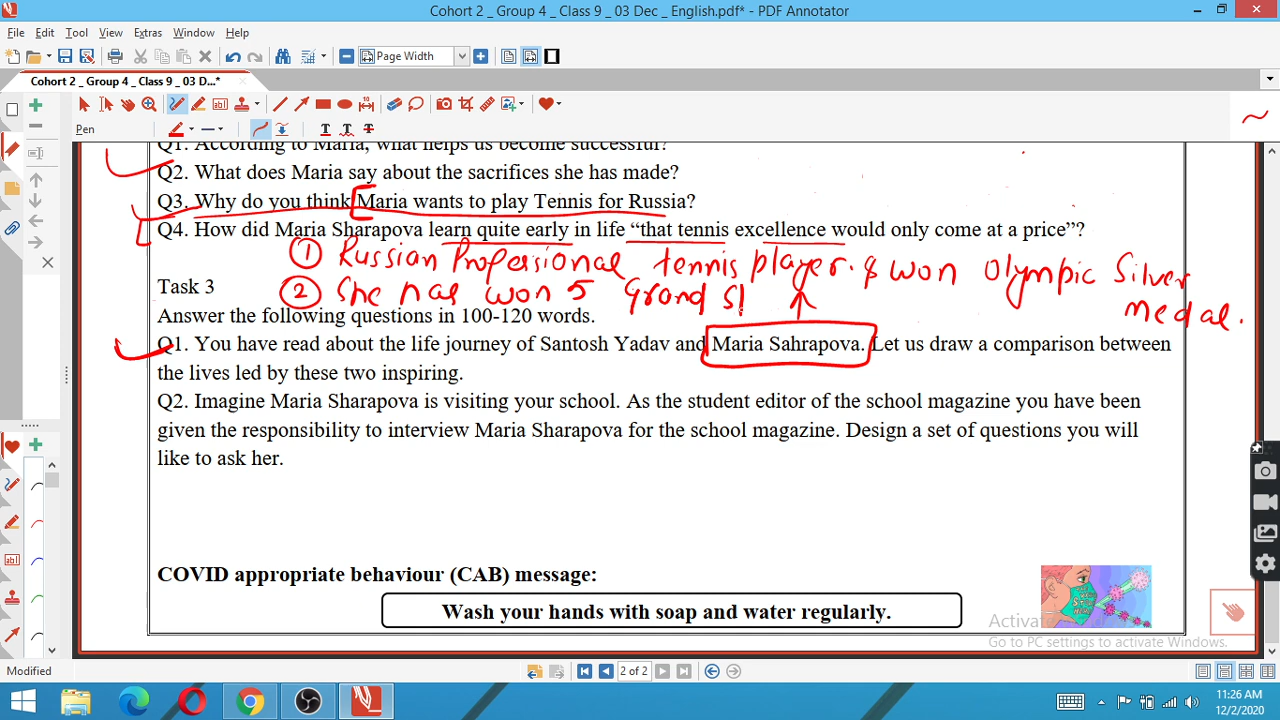 Cohort 2 _ Group 4 _ Class 9 _ 03 Dec _ English.pdf* - PDF Annotator
File Edit Tool View Extras Window Help
Page Width
Cohort 2 _ Group 4 _ Class 9 _ 03 D...*
Pen
Q1. According to Maria, what helps us become successful?
Q2. What does Maria say about the sacrifices she has made?
Q3. Why do you think Maria wants to play Tennis for Russia?
Q4. How did Maria Sharapova learn quite early in life “that tennis excellence would only come at a price”?
① Russian Professional tennis player. & won Olympic Silver medal.
② She has won 5 Grand Sl
Task 3
Answer the following questions in 100-120 words.
Q1. You have read about the life journey of Santosh Yadav and Maria Sahrapova. Let us draw a comparison between
the lives led by these two inspiring.
Q2. Imagine Maria Sharapova is visiting your school. As the student editor of the school magazine you have been
given the responsibility to interview Maria Sharapova for the school magazine. Design a set of questions you will
like to ask her.
COVID appropriate behaviour (CAB) message:
Wash your hands with soap and water regularly.
Activate Windows
Go to PC settings to activate Windows.
Modified
2 of 2
11:26 AM
12/2/2020